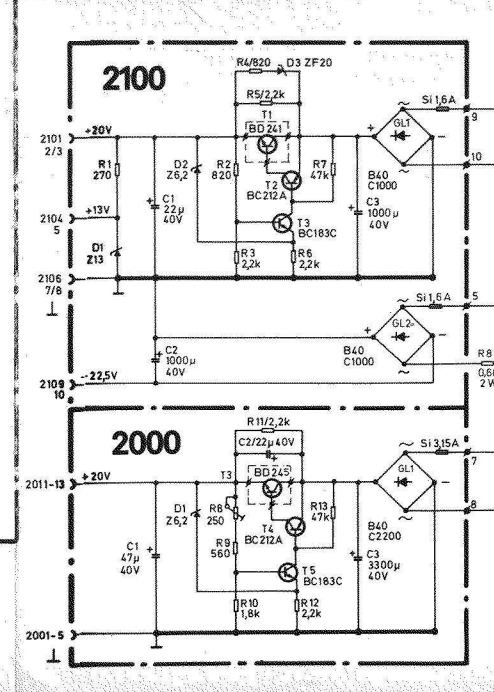 R4/820 D3 ZF20
2100
R5/2,2k
T1
BD 241
Si 1,6A
9
+20V
2101
2/3
GL1
+
-
10
R1
270
D2
Z6,2
R2
820
T2
BC212A
R7
47k
B40
C1000
+13V
2104
5
C1
22µ
40V
T3
BC183C
C3
1000µ
40V
D1
Z13
R3
2,2k
R6
2,2k
2106
7/8
⊥
Si 1,6A
5
GL2
+
-
C2
1000µ
40V
B40
C1000
R8
-22,5V
2109
10
2 W
2000
R11/2,2k
C2/22µ40V
Si 3,15A
7
T3
BD 245
GL1
+20V
2011-13
D1
Z6,2
R8
250
T4
BC212A
R13
47k
8
R9
560
B40
C2200
C1
47µ
40V
T5
BC183C
C3
3300µ
40V
R10
1,8k
R12
2,2k
2001-5
⊥